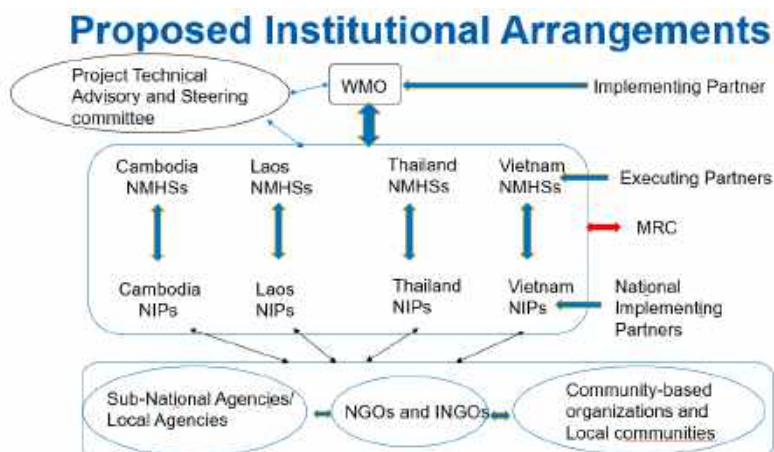 Proposed Institutional Arrangements
Project Technical
Advisory and Steering
committee
WMO
Implementing Partner
Cambodia
NMHSs
Laos
NMHSs
Thailand
NMHSs
Vietnam
NMHSs
Executing Partners
MRC
Cambodia
NIPs
Laos
NIPs
Thailand
NIPs
Vietnam
NIPs
National
Implementing
Partners
Sub-National Agencies/
Local Agencies
NGOs and INGOs
Community-based
organizations and
Local communities